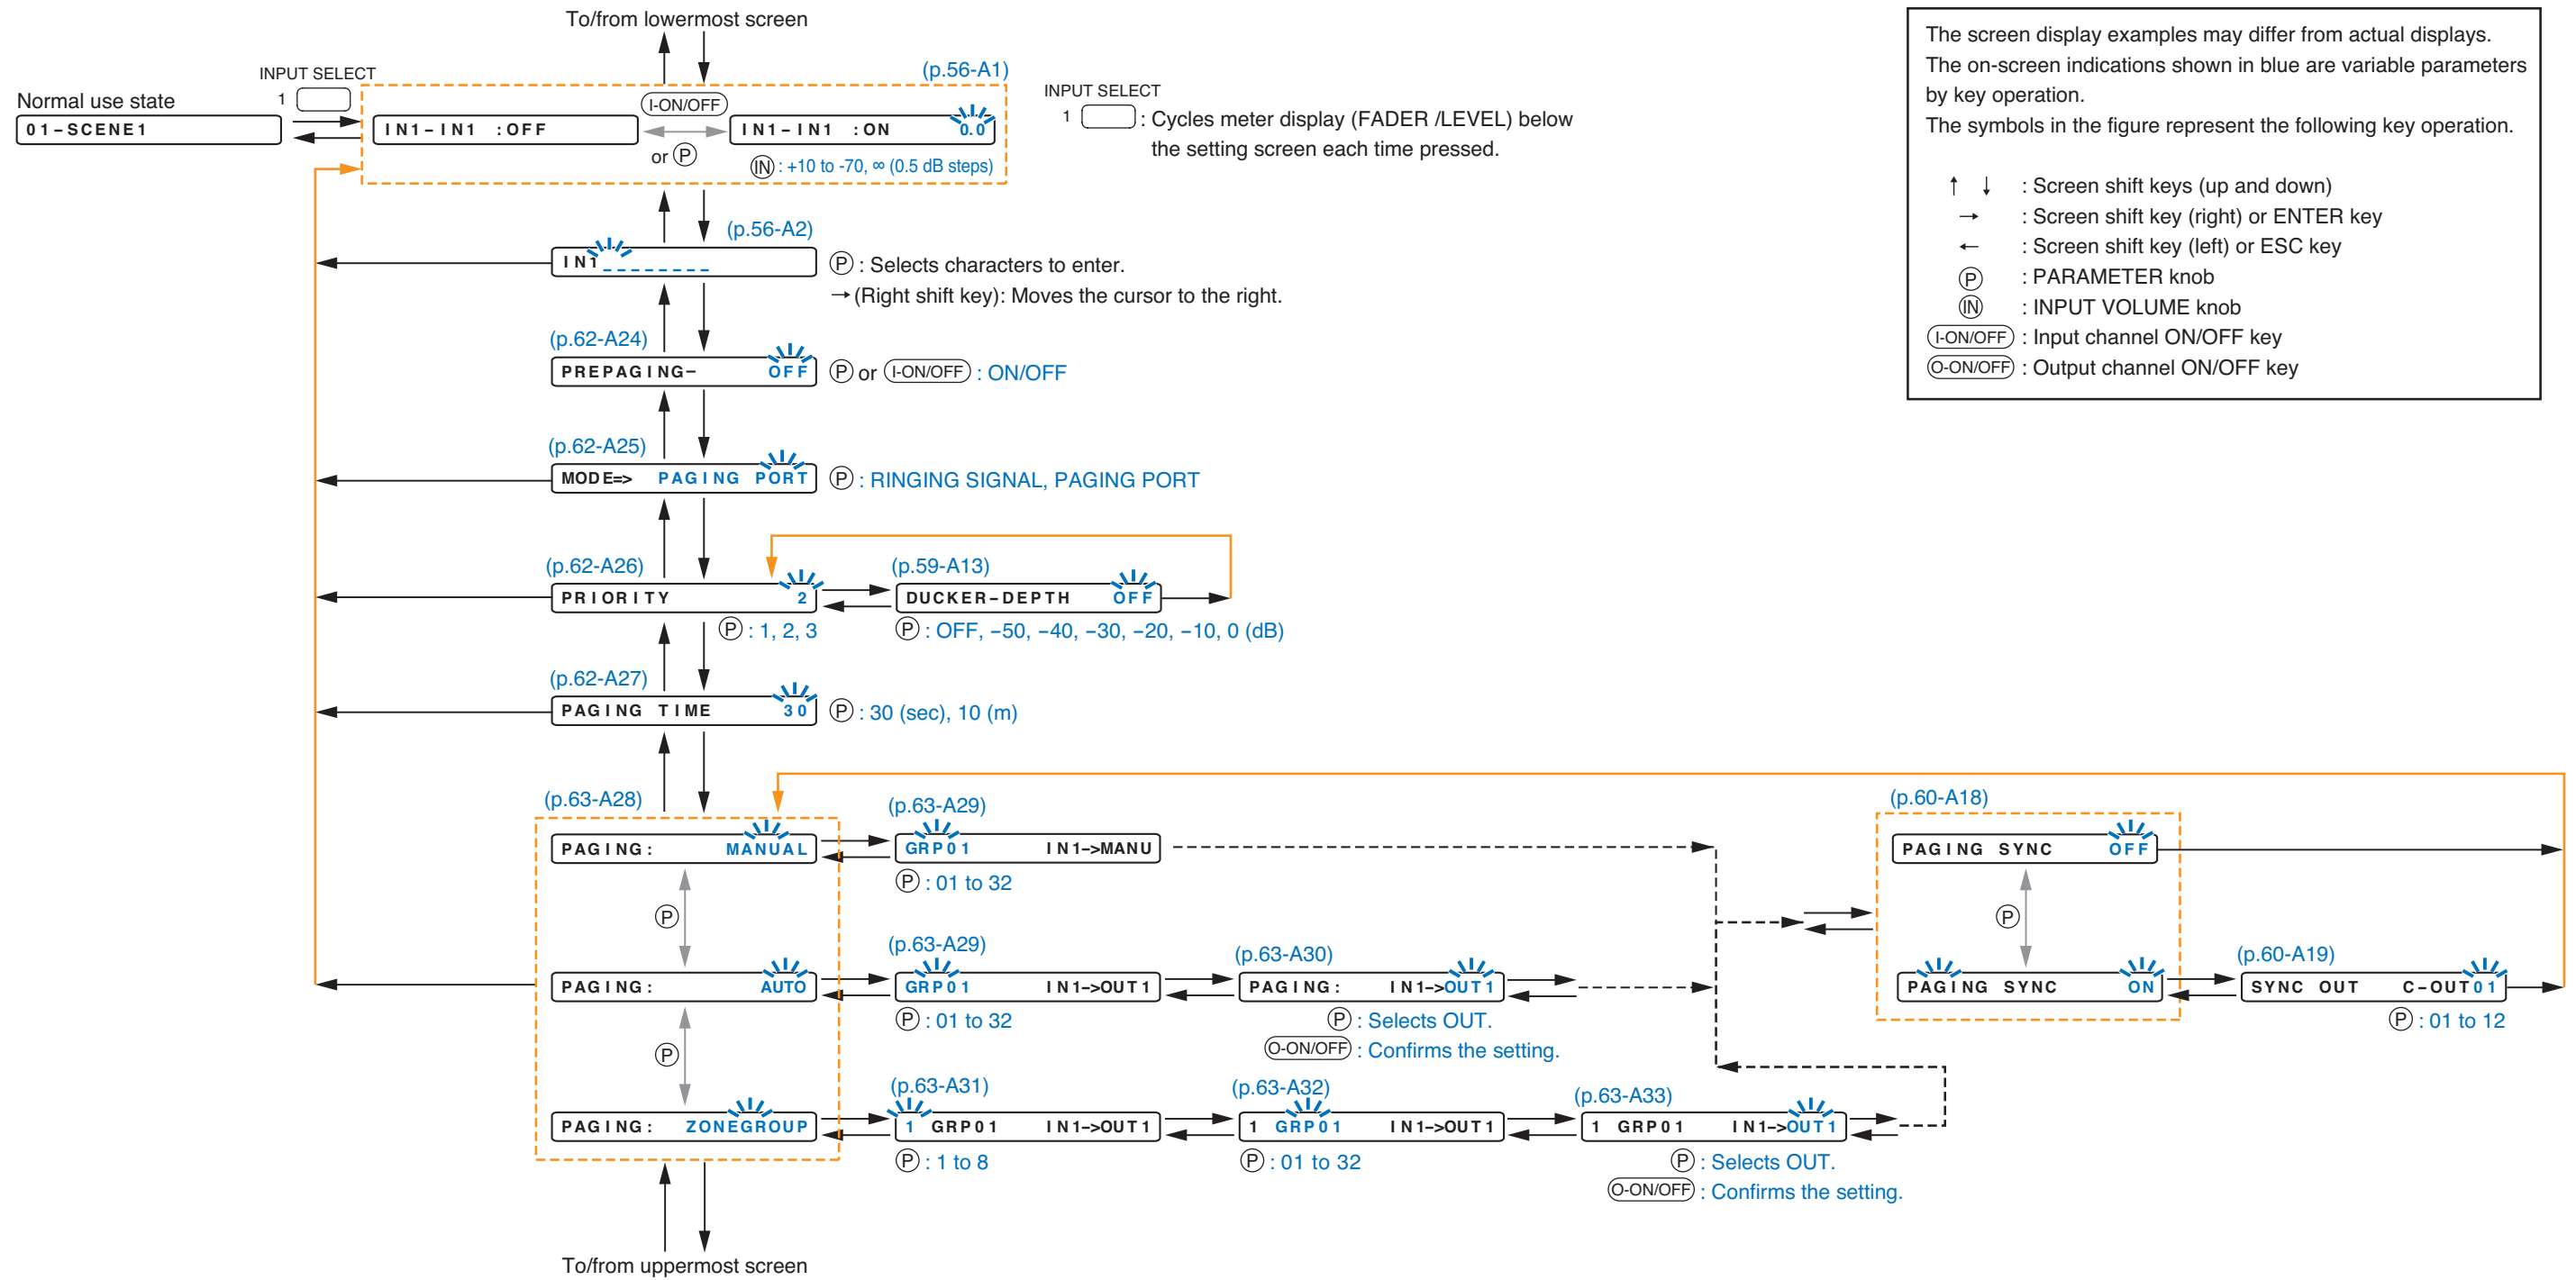 To/from lowermost screen
INPUT SELECT
1
Normal use state
01-SCENE1
(p.56-A1)
I-ON/OFF
IN1-IN1 :OFF
IN1-IN1 :ON 0.0
or P
IN : +10 to -70, ∞ (0.5 dB steps)
INPUT SELECT
1 : Cycles meter display (FADER /LEVEL) below
the setting screen each time pressed.
The screen display examples may differ from actual displays.
The on-screen indications shown in blue are variable parameters
by key operation.
The symbols in the figure represent the following key operation.
↑ ↓ : Screen shift keys (up and down)
→ : Screen shift key (right) or ENTER key
← : Screen shift key (left) or ESC key
P : PARAMETER knob
IN : INPUT VOLUME knob
I-ON/OFF : Input channel ON/OFF key
O-ON/OFF : Output channel ON/OFF key
(p.56-A2)
IN1_ _ _ _ _ _ _
P : Selects characters to enter.
→ (Right shift key): Moves the cursor to the right.
(p.62-A24)
PREPAGING- OFF
P or I-ON/OFF : ON/OFF
(p.62-A25)
MODE=> PAGING PORT
P : RINGING SIGNAL, PAGING PORT
(p.62-A26)
PRIORITY 2
P : 1, 2, 3
(p.59-A13)
DUCKER-DEPTH OFF
P : OFF, −50, −40, −30, −20, −10, 0 (dB)
(p.62-A27)
PAGING TIME 30
P : 30 (sec), 10 (m)
(p.63-A28)
PAGING: MANUAL
(p.63-A29)
GRP01 IN1->MANU
P : 01 to 32
(p.60-A18)
PAGING SYNC OFF
P
P
PAGING: AUTO
(p.63-A29)
GRP01 IN1->OUT1
P : 01 to 32
(p.63-A30)
PAGING: IN1->OUT1
P : Selects OUT.
O-ON/OFF : Confirms the setting.
PAGING SYNC ON
(p.60-A19)
SYNC OUT C-OUT01
P : 01 to 12
P
PAGING: ZONEGROUP
(p.63-A31)
1 GRP01 IN1->OUT1
P : 1 to 8
(p.63-A32)
1 GRP01 IN1->OUT1
P : 01 to 32
(p.63-A33)
1 GRP01 IN1->OUT1
P : Selects OUT.
O-ON/OFF : Confirms the setting.
To/from uppermost screen